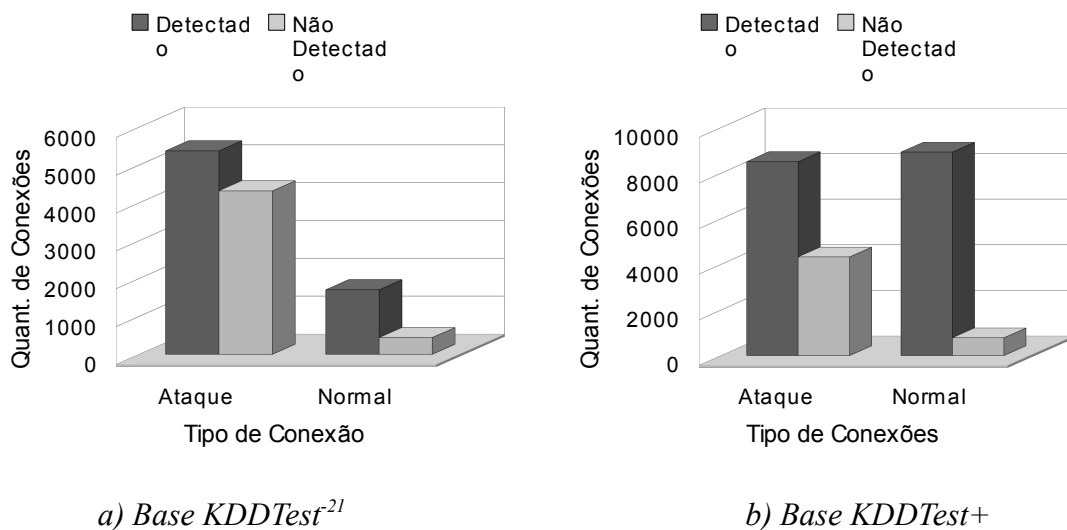 Detectad
o
Não
Detectad
o
6000
5000
4000
3000
2000
1000
0
Quant. de Conexões
Ataque
Normal
Tipo de Conexão
a) Base KDDTest-21
Detectad
o
Não
Detectad
o
10000
8000
6000
4000
2000
0
Quant. de Conexões
Ataque
Normal
Tipo de Conexões
b) Base KDDTest+